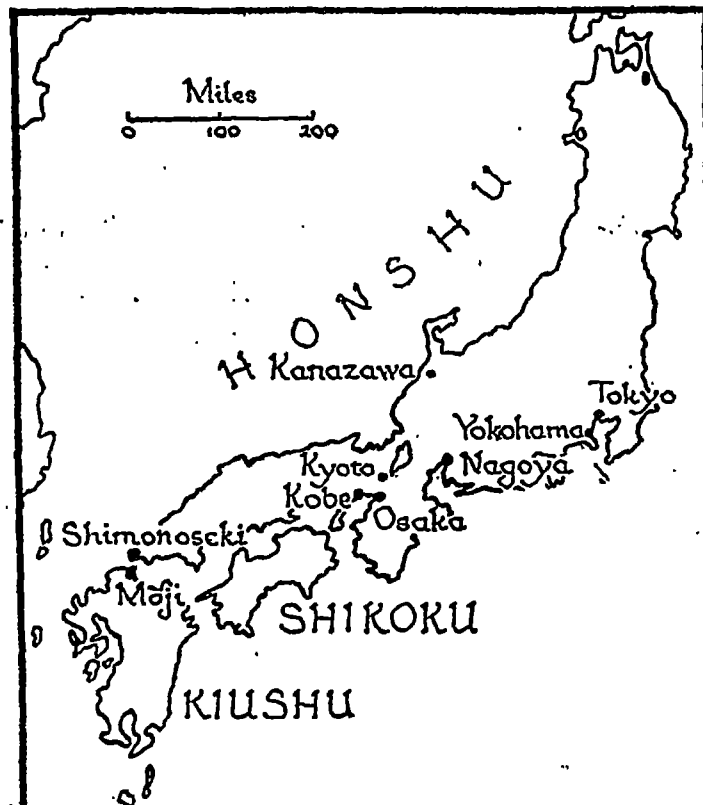 Miles
0 100 200
HONSHU
Kanazawa
Tokyo
Yokohama
Kyoto
Nagoya
Kobe
Osaka
Shimonoseki
Moji
SHIKOKU
KIUSHU